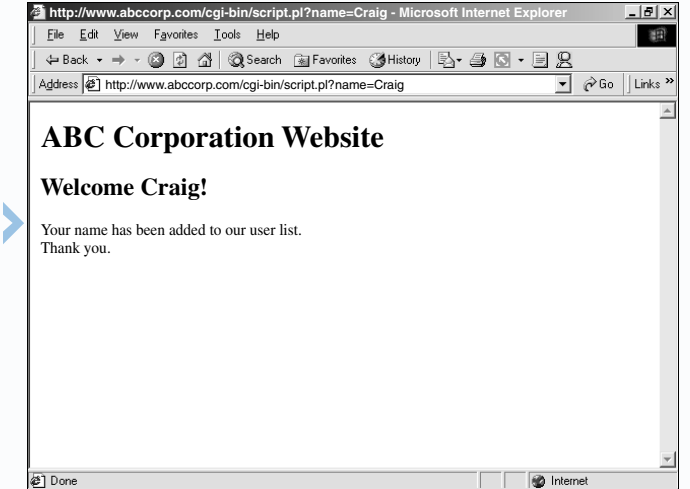 http://www.abccorp.com/cgi-bin/script.pl?name=Craig - Microsoft Internet Explorer
File Edit View Favorites Tools Help
Back Search Favorites History
Address http://www.abccorp.com/cgi-bin/script.pl?name=Craig Go Links »
ABC Corporation Website
Welcome Craig!
Your name has been added to our user list.
Thank you.
Done Internet